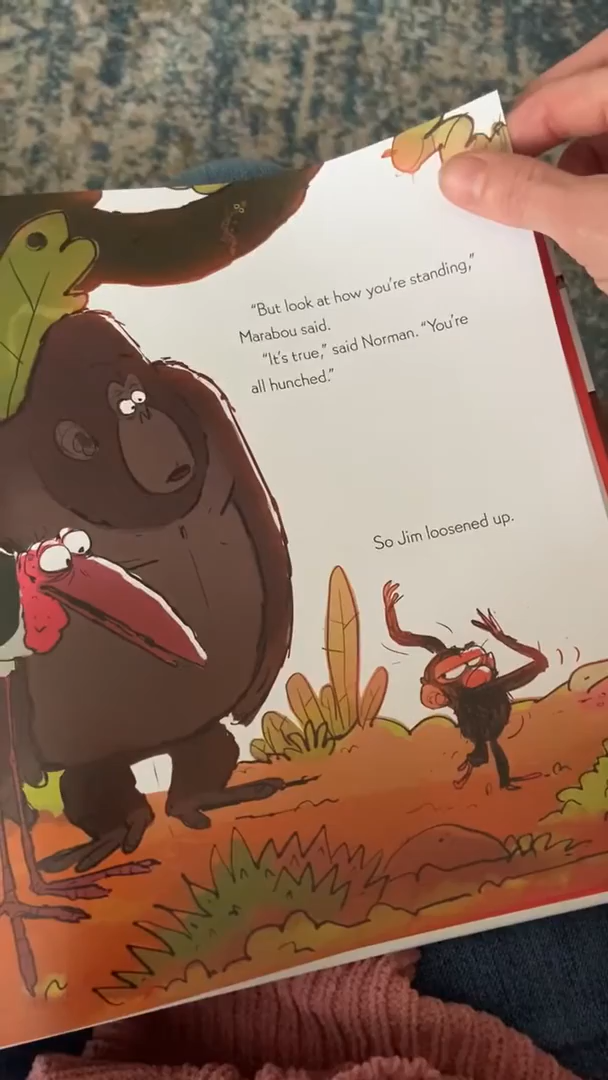 “But look at how you’re standing,”
Marabou said.
“It’s true,” said Norman. “You’re
all hunched.”
So Jim loosened up.